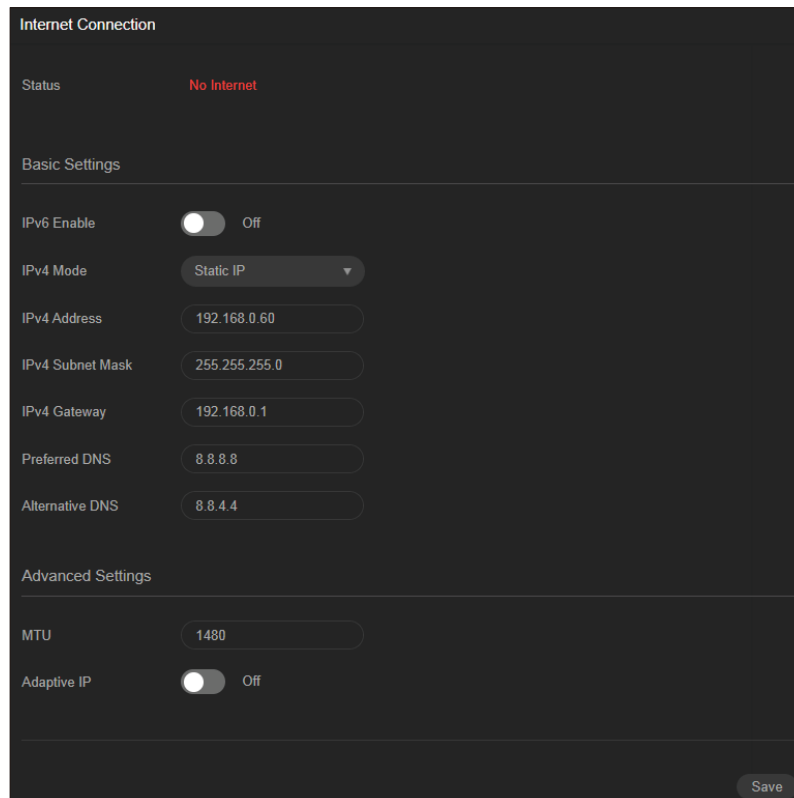 Internet Connection
Status No Internet
Basic Settings
IPv6 Enable Off
IPv4 Mode Static IP
IPv4 Address 192.168.0.60
IPv4 Subnet Mask 255.255.255.0
IPv4 Gateway 192.168.0.1
Preferred DNS 8.8.8.8
Alternative DNS 8.8.4.4
Advanced Settings
MTU 1480
Adaptive IP Off
Save